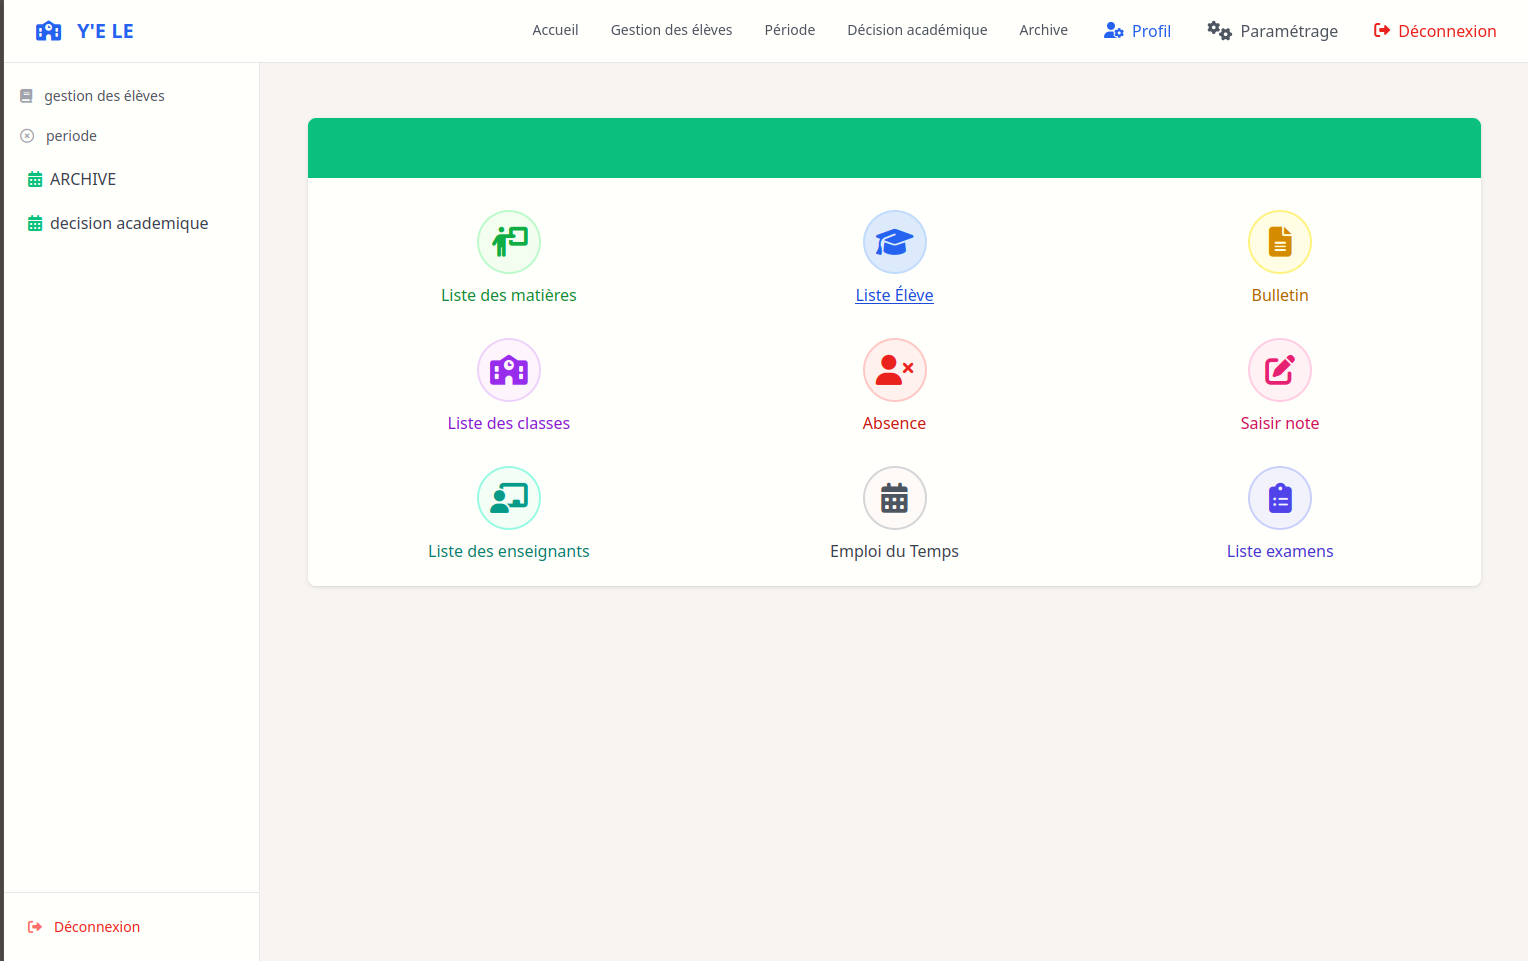 Y'E LE
Accueil
Gestion des élèves
Période
Décision académique
Archive
Profil
Paramétrage
Déconnexion
gestion des élèves
periode
ARCHIVE
decision academique
Liste des matières
Liste Élève
Bulletin
Liste des classes
Absence
Saisir note
Liste des enseignants
Emploi du Temps
Liste examens
Déconnexion